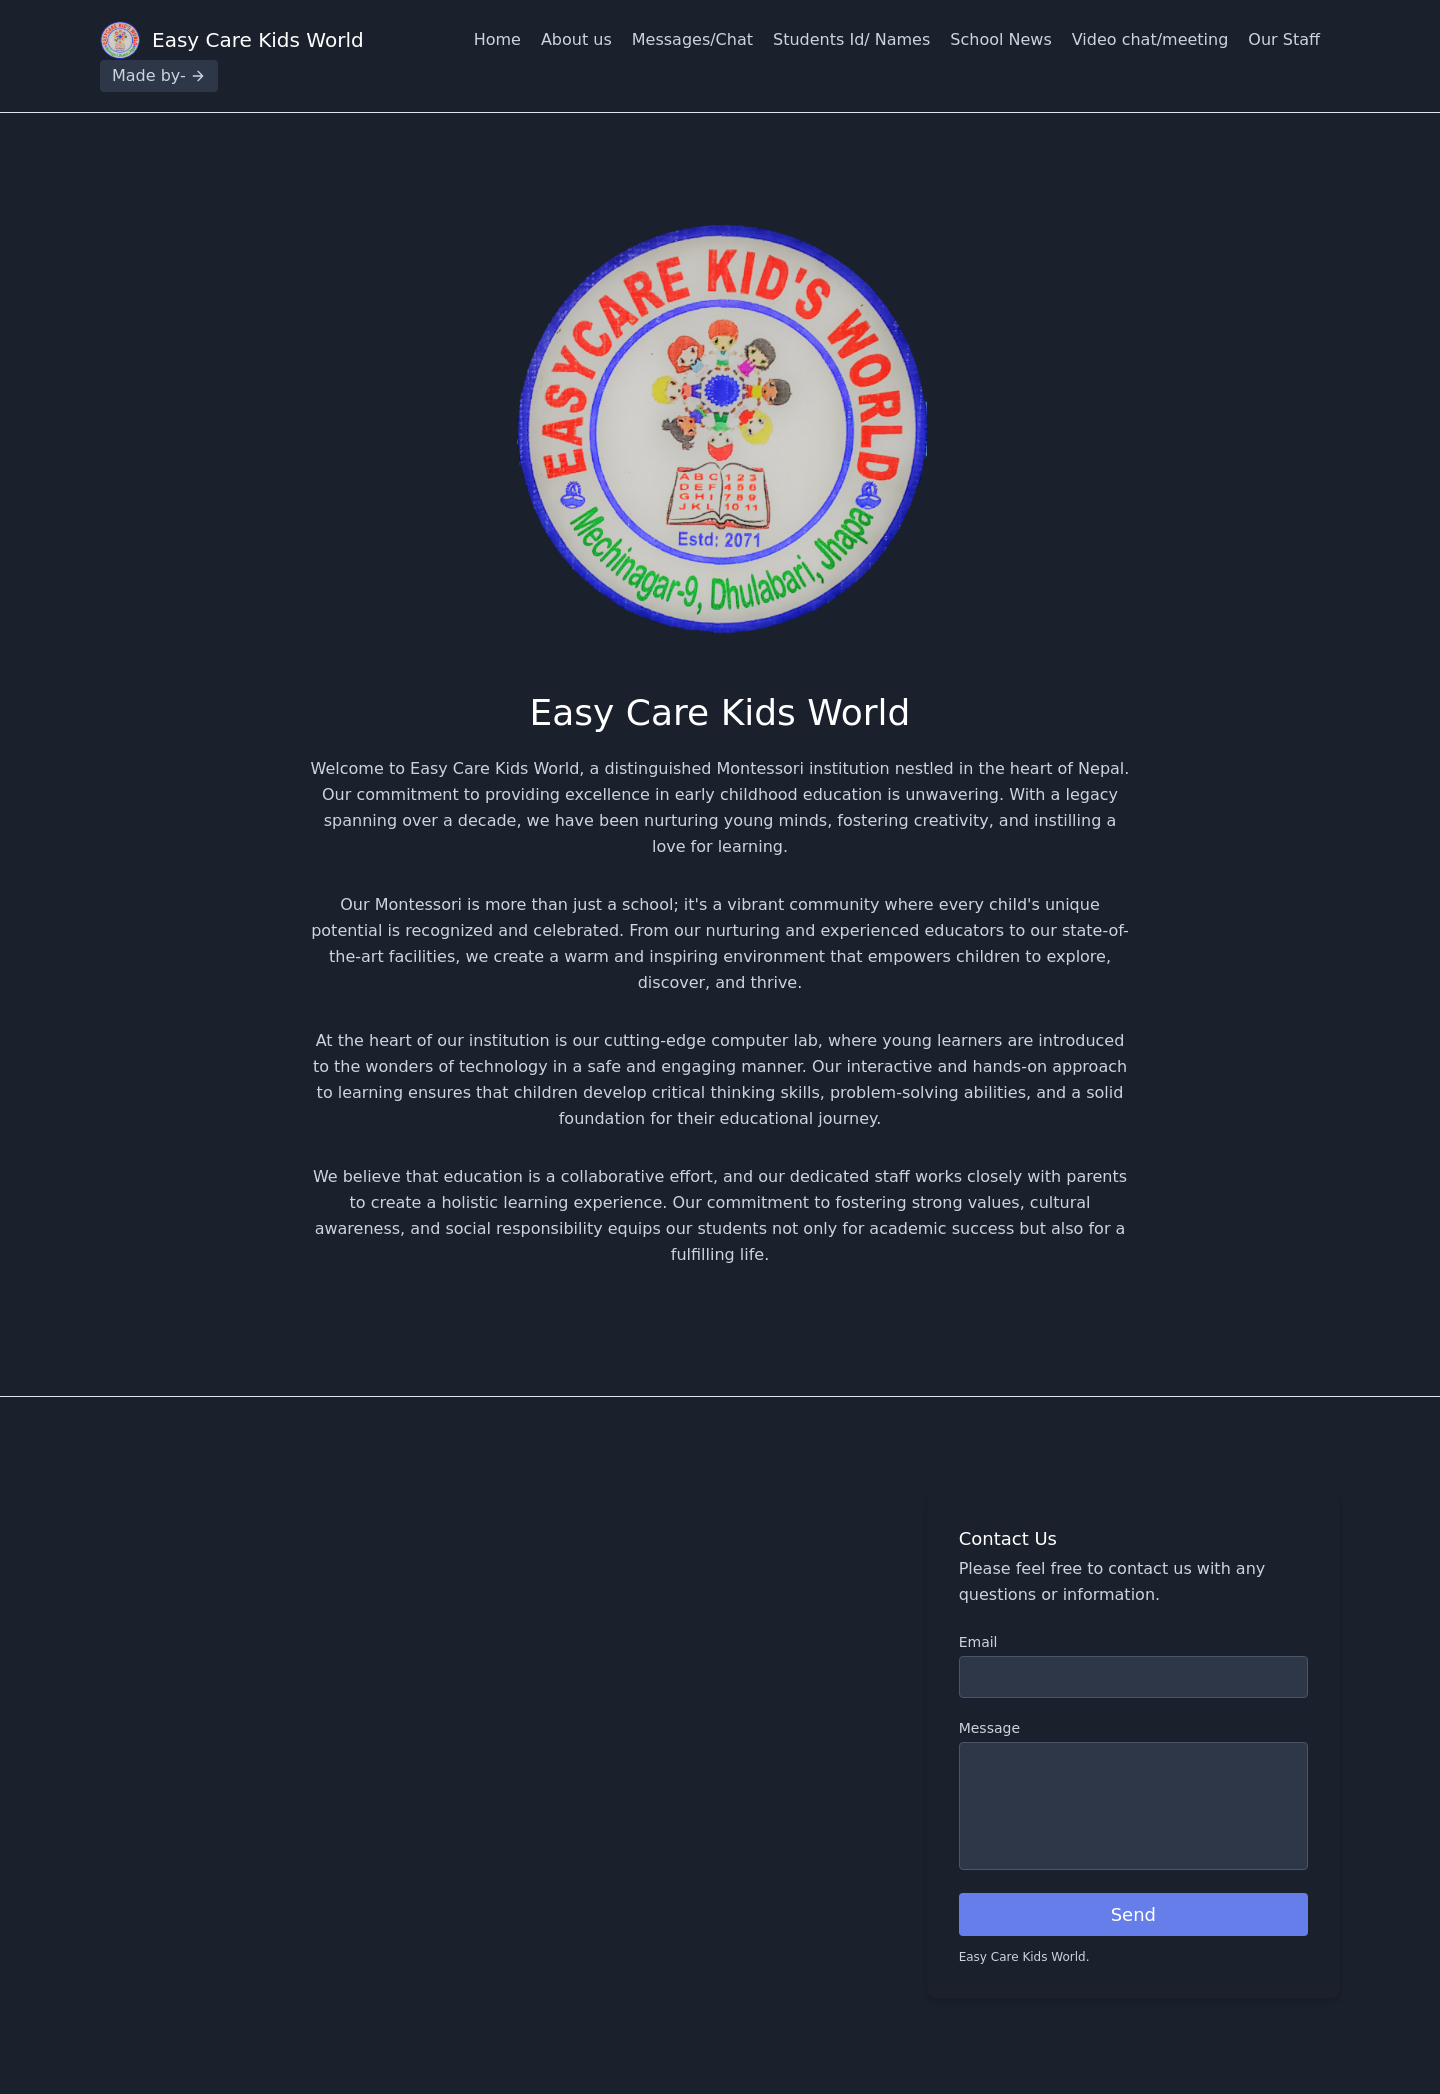 Easy Care Kids World
Home
About us
Messages/Chat
Students Id/ Names
School News
Video chat/meeting
Our Staff
Made by-
EASYCARE KID'S WORLD
A B C 1 2 3
D E F 4 5 6
G H I 7 8 9
J K L 10 11
Estd: 2071
Mechinagar-9, Dhulabari, Jhapa
Easy Care Kids World
Welcome to Easy Care Kids World, a distinguished Montessori institution nestled in the heart of Nepal.
Our commitment to providing excellence in early childhood education is unwavering. With a legacy
spanning over a decade, we have been nurturing young minds, fostering creativity, and instilling a
love for learning.
Our Montessori is more than just a school; it's a vibrant community where every child's unique
potential is recognized and celebrated. From our nurturing and experienced educators to our state-of-
the-art facilities, we create a warm and inspiring environment that empowers children to explore,
discover, and thrive.
At the heart of our institution is our cutting-edge computer lab, where young learners are introduced
to the wonders of technology in a safe and engaging manner. Our interactive and hands-on approach
to learning ensures that children develop critical thinking skills, problem-solving abilities, and a solid
foundation for their educational journey.
We believe that education is a collaborative effort, and our dedicated staff works closely with parents
to create a holistic learning experience. Our commitment to fostering strong values, cultural
awareness, and social responsibility equips our students not only for academic success but also for a
fulfilling life.
Contact Us
Please feel free to contact us with any
questions or information.
Email
Message
Send
Easy Care Kids World.